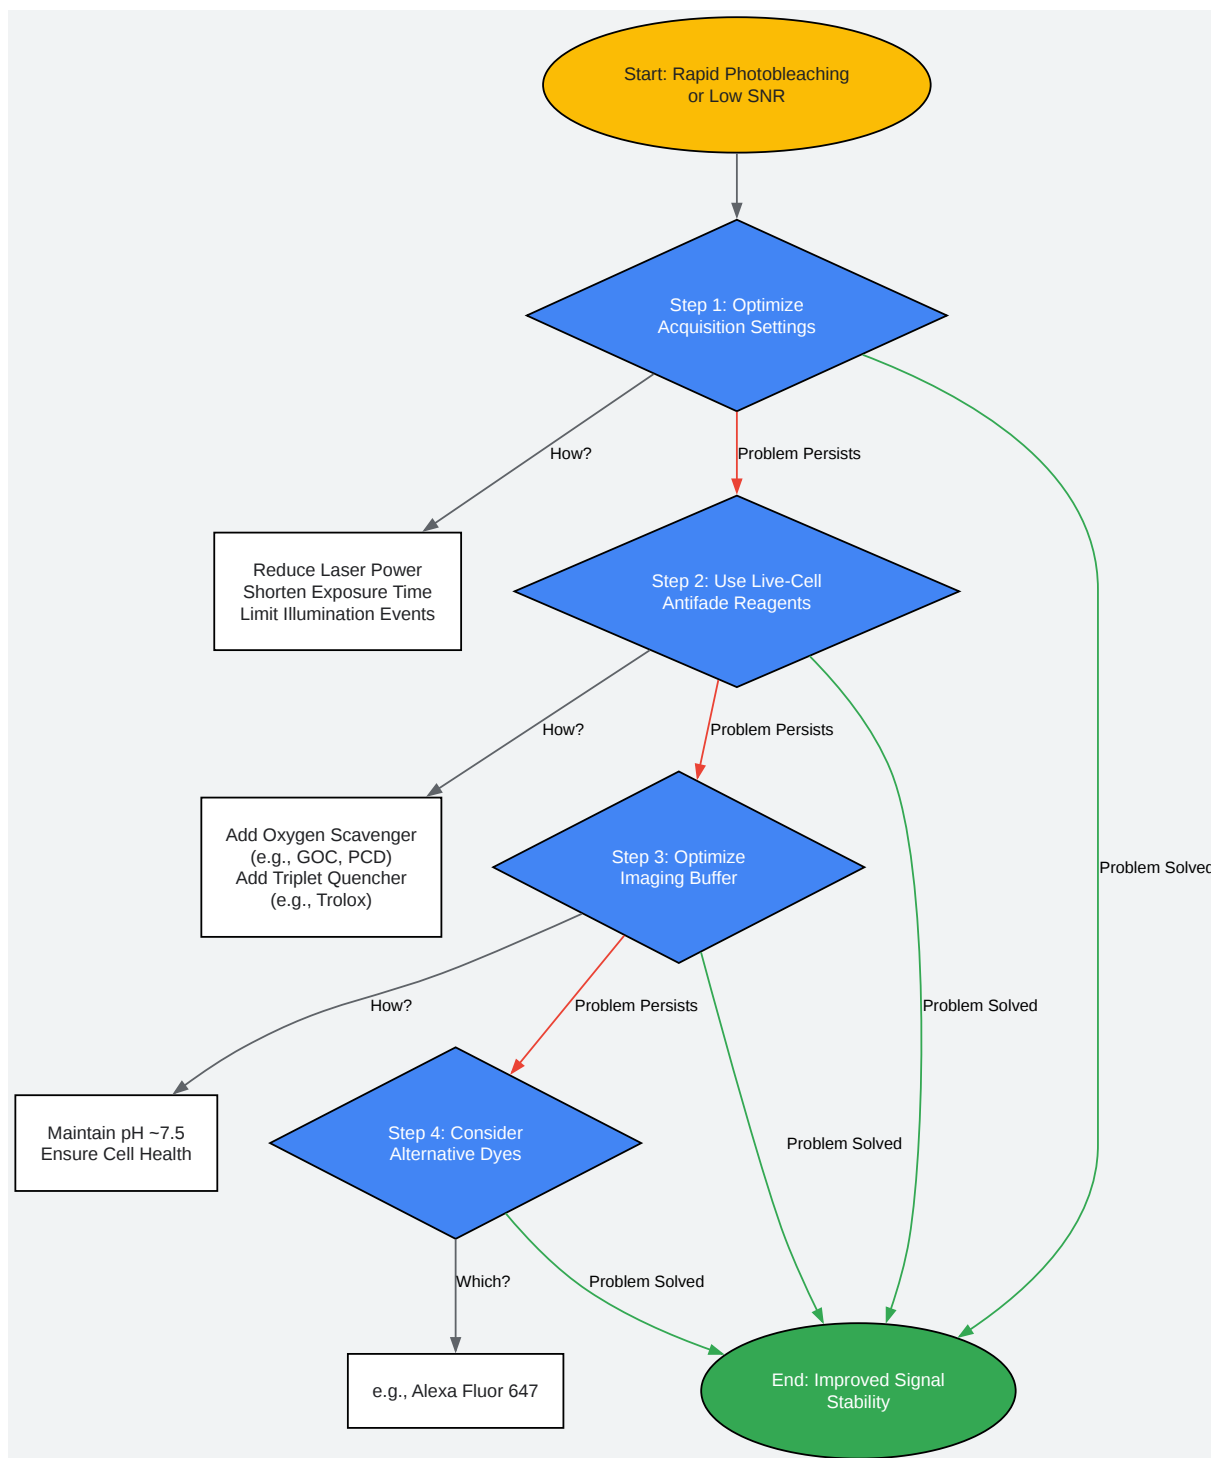 Start: Rapid Photobleaching
or Low SNR
Step 1: Optimize
Acquisition Settings
How?
Problem Persists
Reduce Laser Power
Shorten Exposure Time
Limit Illumination Events
Step 2: Use Live-Cell
Antifade Reagents
How?
Problem Persists
Add Oxygen Scavenger
(e.g., GOC, PCD)
Add Triplet Quencher
(e.g., Trolox)
Step 3: Optimize
Imaging Buffer
Problem Solved
How?
Problem Persists
Problem Solved
Maintain pH ~7.5
Ensure Cell Health
Step 4: Consider
Alternative Dyes
Problem Solved
Which?
Problem Solved
e.g., Alexa Fluor 647
End: Improved Signal
Stability